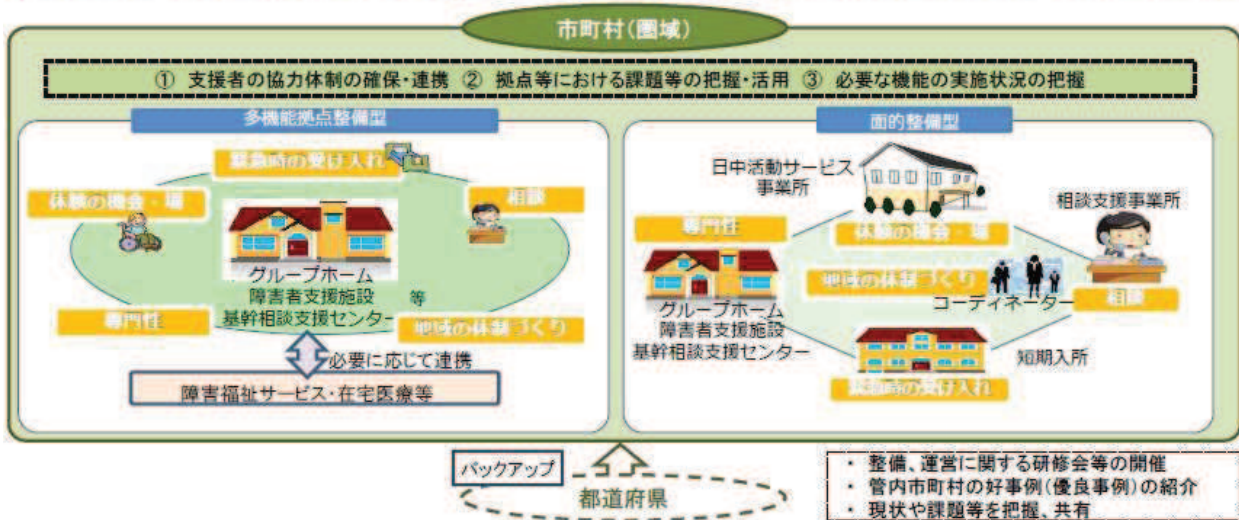 市町村(圏域)
① 支援者の協力体制の確保・連携 ② 拠点等における課題等の把握・活用 ③ 必要な機能の実施状況の把握
多機能拠点整備型
緊急時の受け入れ
体験の機会・場
相談
グループホーム
障害者支援施設 等
基幹相談支援センター
専門性
地域の体制づくり
必要に応じて連携
障害福祉サービス・在宅医療等
面的整備型
日中活動サービス
事業所
相談支援事業所
専門性
体験の機会・場
地域の体制づくり
コーディネーター
相談
グループホーム
障害者支援施設
基幹相談支援センター
短期入所
緊急時の受け入れ
バックアップ
都道府県
・ 整備、運営に関する研修会等の開催
・ 管内市町村の好事例(優良事例)の紹介
・ 現状や課題等を把握、共有